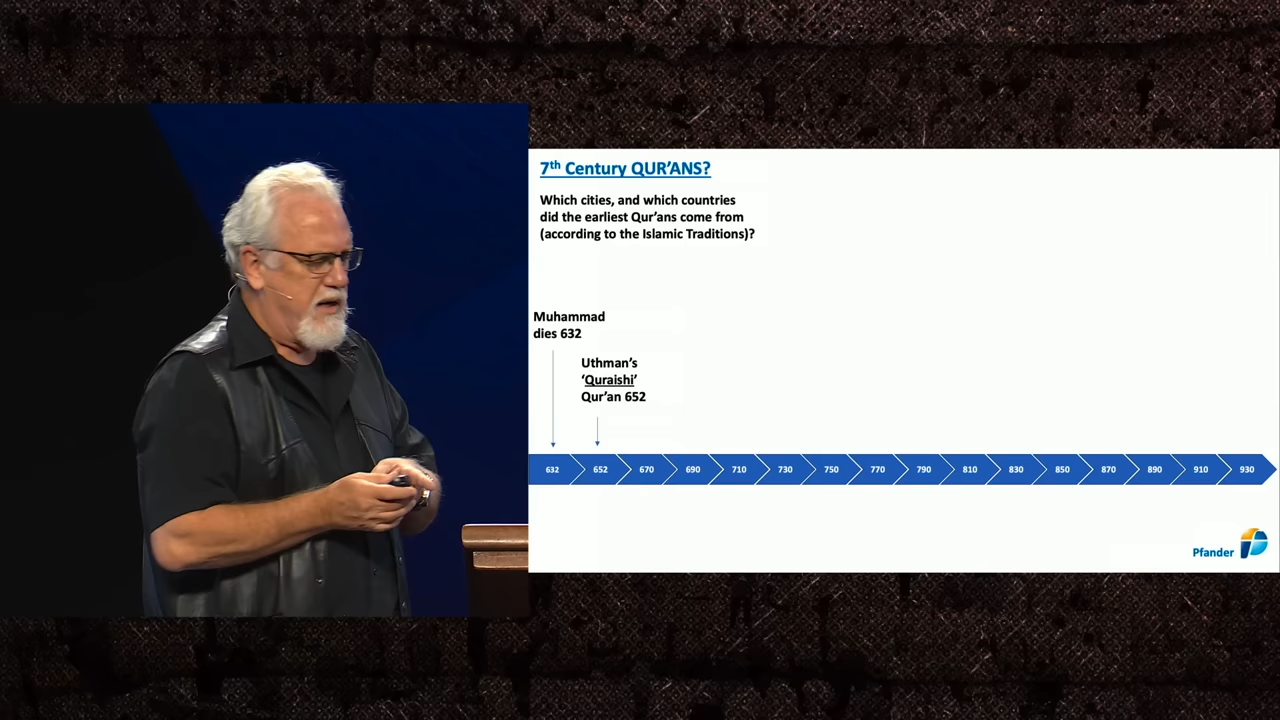 7th Century QUR'ANS?
Which cities, and which countries
did the earliest Qur'ans come from
(according to the Islamic Traditions)?
Muhammad
dies 632
Uthman's
'Quraishi'
Qur'an 652
632 652 670 690 710 730 750 770 790 810 830 850 870 890 910 930
Pfander